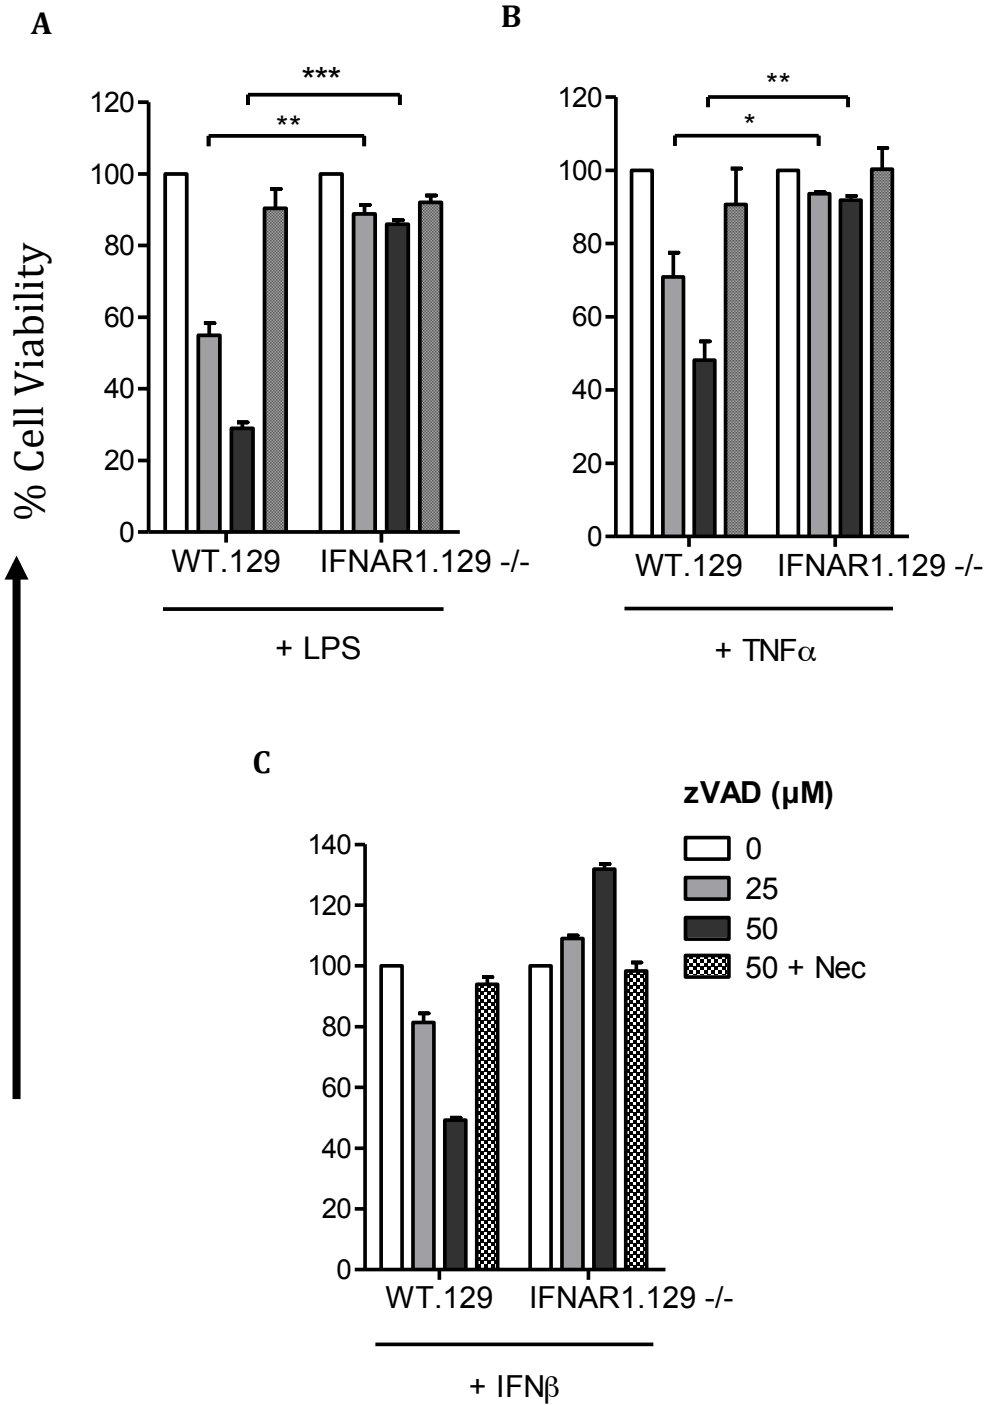 A
% Cell Viability
***
**
120
100
80
60
40
20
0
WT.129 IFNAR1.129 -/-
+ LPS
B
**
*
120
100
80
60
40
20
0
WT.129 IFNAR1.129 -/-
+ TNFα
C
140
120
100
80
60
40
20
0
WT.129 IFNAR1.129 -/-
+ IFNβ
zVAD (µM)
0
25
50
50 + Nec